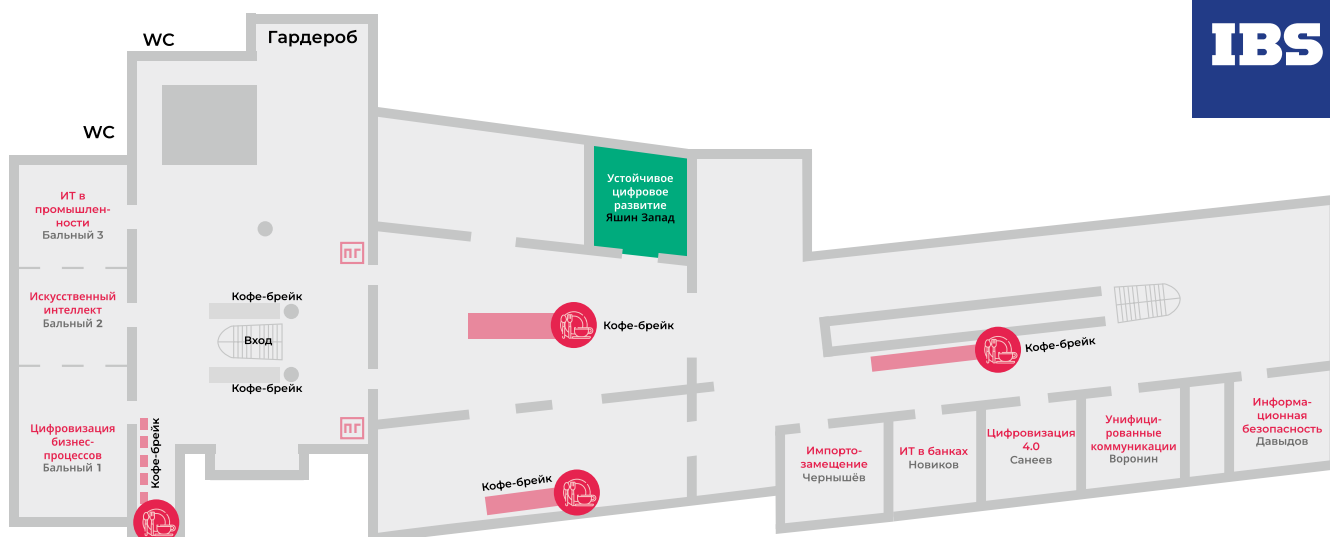 WC
Гардероб
IBS
WC
ИТ в
промышлен-
ности
Бальный 3
Искусственный
интеллект
Бальный 2
Цифровизация
бизнес-
процессов
Бальный 1
Кофе-брейк
Кофе-брейк
Вход
Кофе-брейк
ПГ
ПГ
Устойчивое
цифровое
развитие
Яшин Запад
Кофе-брейк
Кофе-брейк
Кофе-брейк
Импорто-
замещение
Чернышёв
ИТ в банках
Новиков
Цифровизация
4.0
Санеев
Унифици-
рованные
коммуникации
Воронин
Информа-
ционная
безопасность
Давыдов